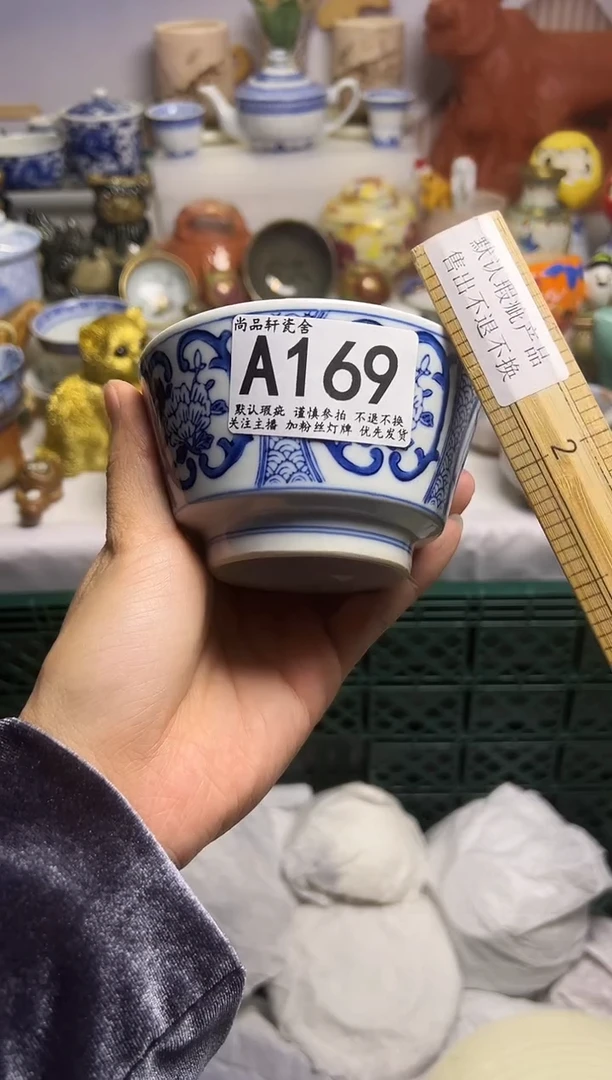 尚品轩瓷舍
A169
默认瑕疵 谨慎参拍 不退不换
关注主播 加粉丝灯牌 优先发货
默认瑕疵产品
售出不退不换
2